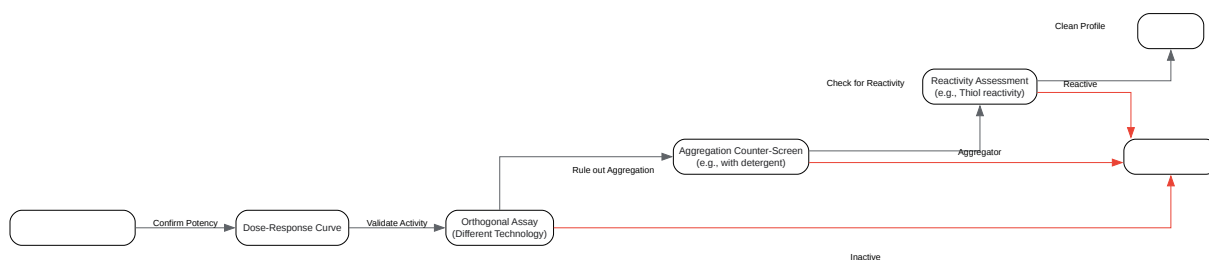 Clean Profile
Check for Reactivity
Reactivity Assessment
(e.g., Thiol reactivity)
Reactive
Rule out Aggregation
Aggregation Counter-Screen
(e.g., with detergent)
Aggregator
Confirm Potency
Dose-Response Curve
Validate Activity
Orthogonal Assay
(Different Technology)
Inactive